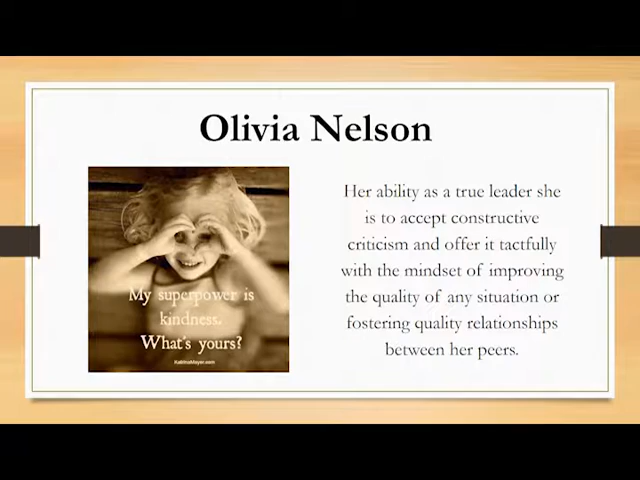 Olivia Nelson
My superpower is
kindness.
What's yours?
KatrinaMayer.com
Her ability as a true leader she
is to accept constructive
criticism and offer it tactfully
with the mindset of improving
the quality of any situation or
fostering quality relationships
between her peers.